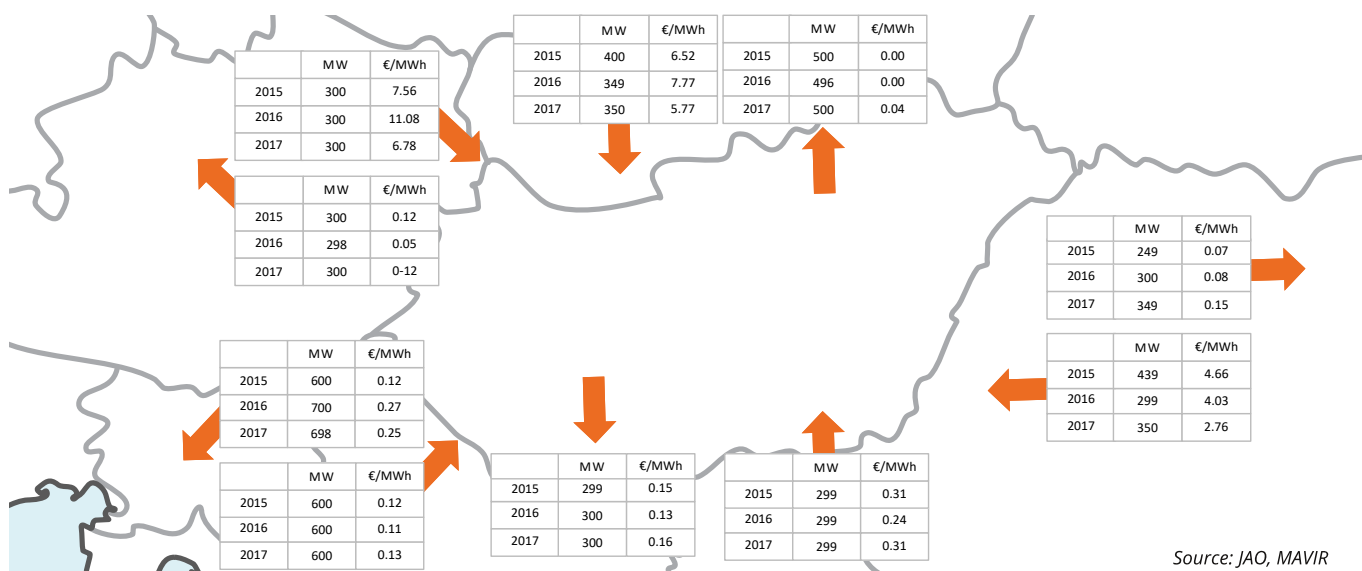 MW €/MWh
2015 400 6.52
2016 349 7.77
2017 350 5.77
MW €/MWh
2015 500 0.00
2016 496 0.00
2017 500 0.04
MW €/MWh
2015 300 7.56
2016 300 11.08
2017 300 6.78
MW €/MWh
2015 300 0.12
2016 298 0.05
2017 300 0-12
MW €/MWh
2015 249 0.07
2016 300 0.08
2017 349 0.15
MW €/MWh
2015 439 4.66
2016 299 4.03
2017 350 2.76
MW €/MWh
2015 600 0.12
2016 700 0.27
2017 698 0.25
MW €/MWh
2015 600 0.12
2016 600 0.11
2017 600 0.13
MW €/MWh
2015 299 0.15
2016 300 0.13
2017 300 0.16
MW €/MWh
2015 299 0.31
2016 299 0.24
2017 299 0.31
Source: JAO, MAVIR